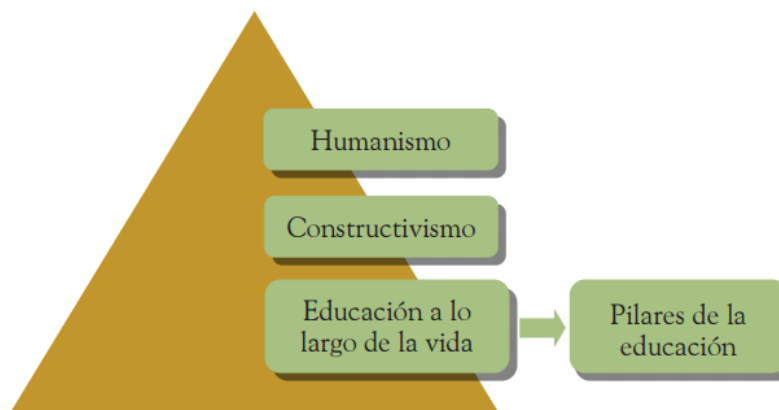 Humanismo
Constructivismo
Educación a lo
largo de la vida
Pilares de la
educación